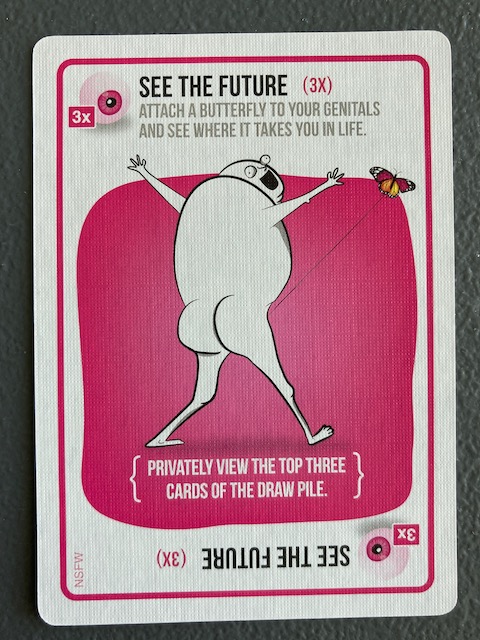 SEE THE FUTURE (3X)
3x
ATTACH A BUTTERFLY TO YOUR GENITALS
AND SEE WHERE IT TAKES YOU IN LIFE.
PRIVATELY VIEW THE TOP THREE
CARDS OF THE DRAW PILE.
SEE THE FUTURE (3X)
3x
NSFW